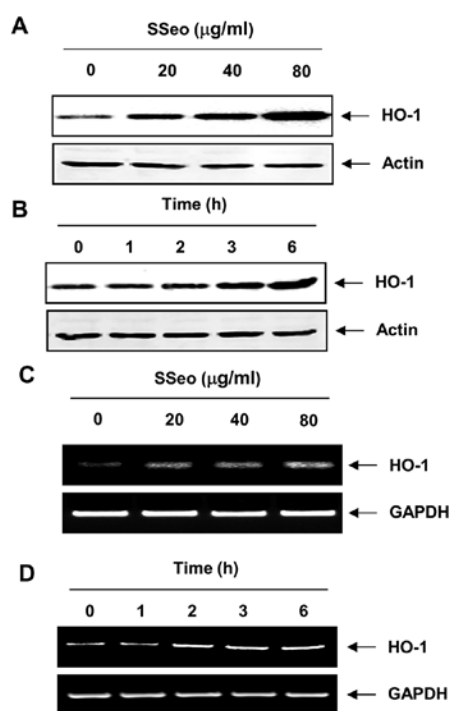 A
SSeo (μg/ml)
0 20 40 80
HO-1
Actin
B
Time (h)
0 1 2 3 6
HO-1
Actin
C
SSeo (μg/ml)
0 20 40 80
HO-1
GAPDH
D
Time (h)
0 1 2 3 6
HO-1
GAPDH